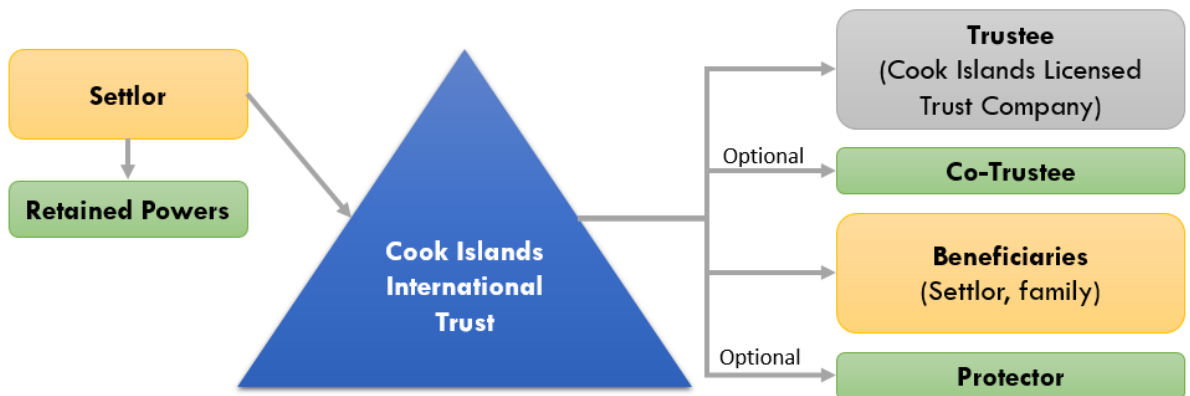 Settlor
Retained Powers
Cook Islands
International
Trust
Trustee
(Cook Islands Licensed
Trust Company)
Optional
Co-Trustee
Beneficiaries
(Settlor, family)
Optional
Protector